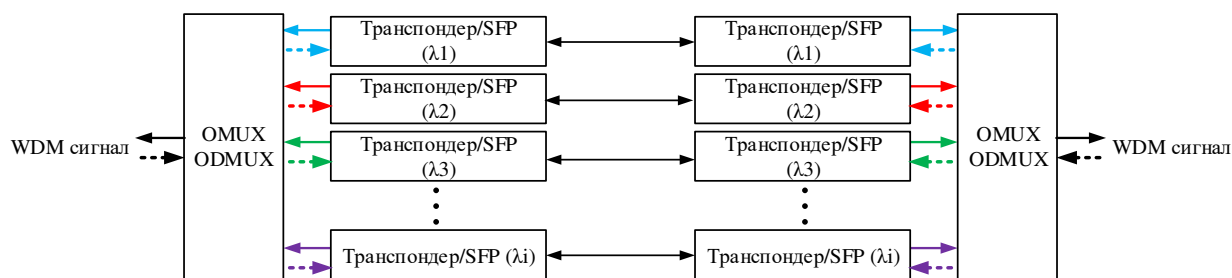 Транспондер/SFP
(λ1)
Транспондер/SFP
(λ1)
Транспондер/SFP
(λ2)
Транспондер/SFP
(λ2)
WDM сигнал
OMUX
ODMUX
Транспондер/SFP
(λ3)
Транспондер/SFP
(λ3)
OMUX
ODMUX
WDM сигнал
Транспондер/SFP (λi)
Транспондер/SFP (λi)